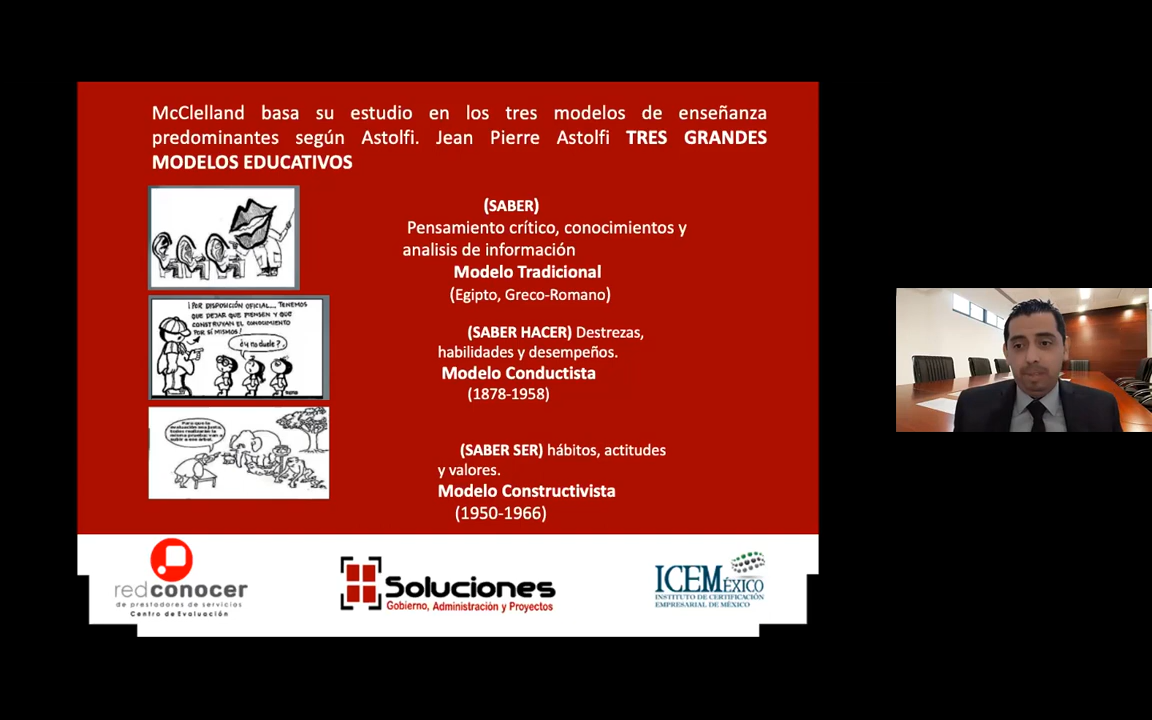 McClelland basa su estudio en los tres modelos de enseñanza
predominantes según Astolfi. Jean Pierre Astolfi TRES GRANDES
MODELOS EDUCATIVOS
(SABER)
Pensamiento crítico, conocimientos y
analisis de información
Modelo Tradicional
(Egipto, Greco-Romano)
¡POR DISPOSICIÓN OFICIAL.... TENEMOS
QUE DEJAR QUE PIENSEN Y QUE
CONSTRUYAN EL CONOCIMIENTO
POR SÍ MISMOS!
¿y no duele?
(SABER HACER) Destrezas,
habilidades y desempeños.
Modelo Conductista
(1878-1958)
Para que la
(SABER SER) hábitos, actitudes
y valores.
Modelo Constructivista
(1950-1966)
redconocer
de prestadores de servicios
Centro de Evaluación
Soluciones
Gobierno, Administración y Proyectos
ICEMÉXICO
INSTITUTO DE CERTIFICACIÓN
EMPRESARIAL DE MÉXICO